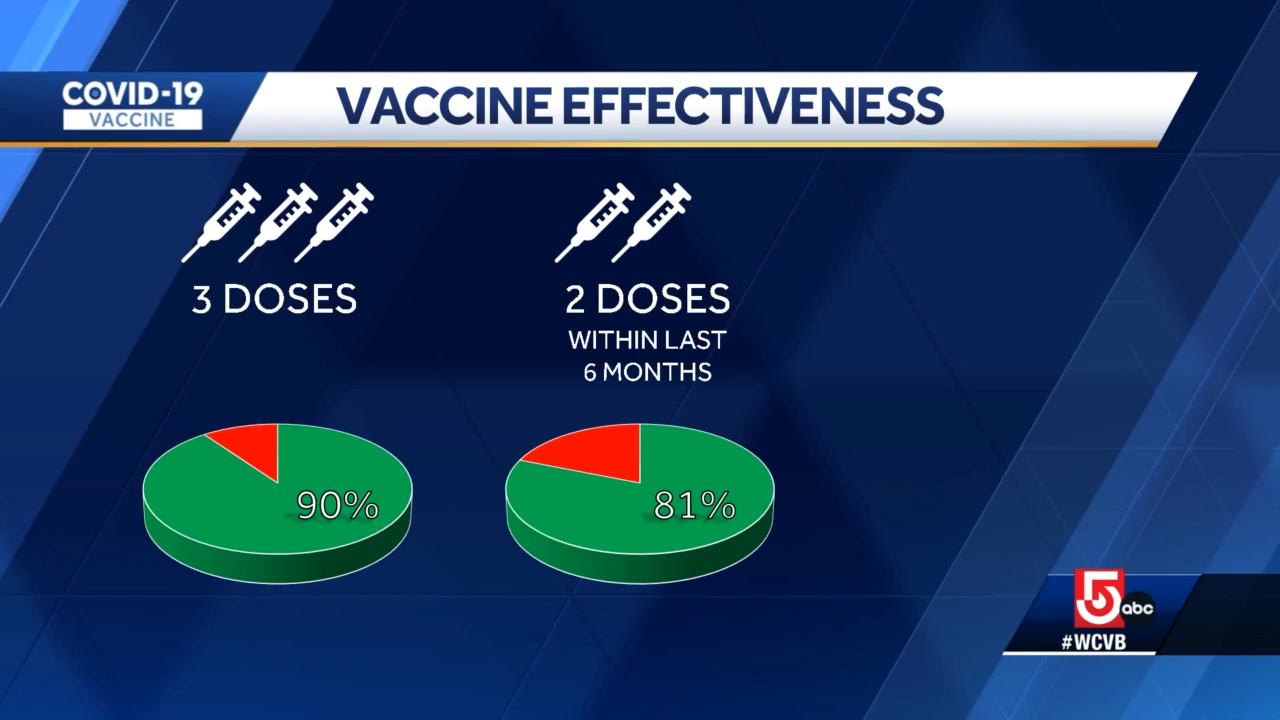 COVID-19
VACCINE
VACCINE EFFECTIVENESS
3 DOSES
2 DOSES
WITHIN LAST
6 MONTHS
90%
81%
5 abc
#WCVB